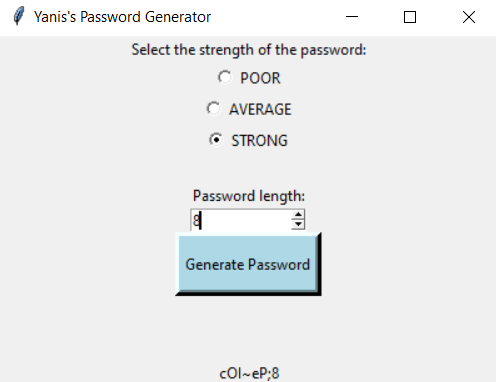 Yanis's Password Generator
Select the strength of the password:
POOR
AVERAGE
STRONG
Password length:
8
Generate Password
cOl~eP;8